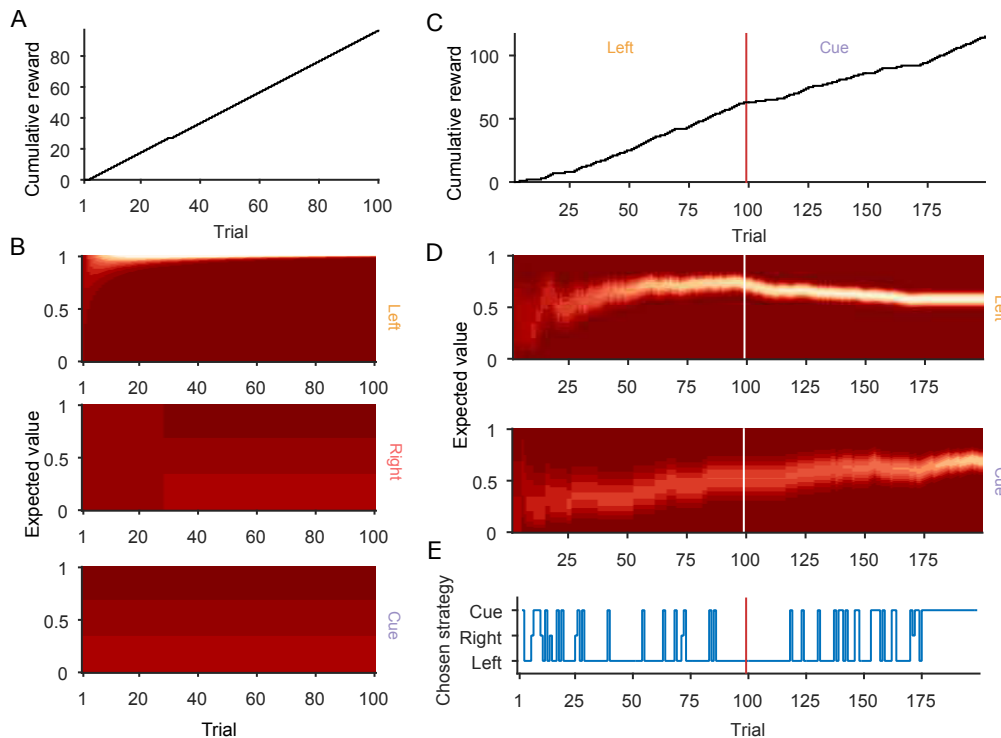 A
Cumulative reward
80
60
40
20
0
1 20 40 60 80 100
Trial
B
Expected value
1
0.5
0
Left
1 20 40 60 80 100
1
0.5
0
Right
1 20 40 60 80 100
1
0.5
0
Cue
1 20 40 60 80 100
Trial
C
Left Cue
Cumulative reward
100
50
0
25 50 75 100 125 150 175
Trial
D
Expected value
1
0.5
0
Left
25 50 75 100 125 150 175
1
0.5
0
Cue
25 50 75 100 125 150 175
E
Chosen strategy
Cue
Right
Left
1 25 50 75 100 125 150 175
Trial